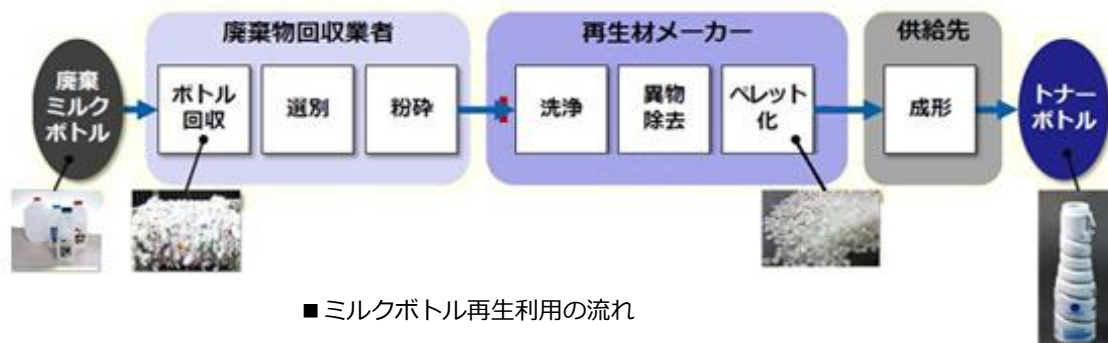 廃棄物回収業者
再生材メーカー
供給先
廃棄
ミルク
ボトル
ボトル
回収
選別
粉砕
洗浄
異物
除去
ペレット
化
成形
トナー
ボトル
■ ミルクボトル再生利用の流れ